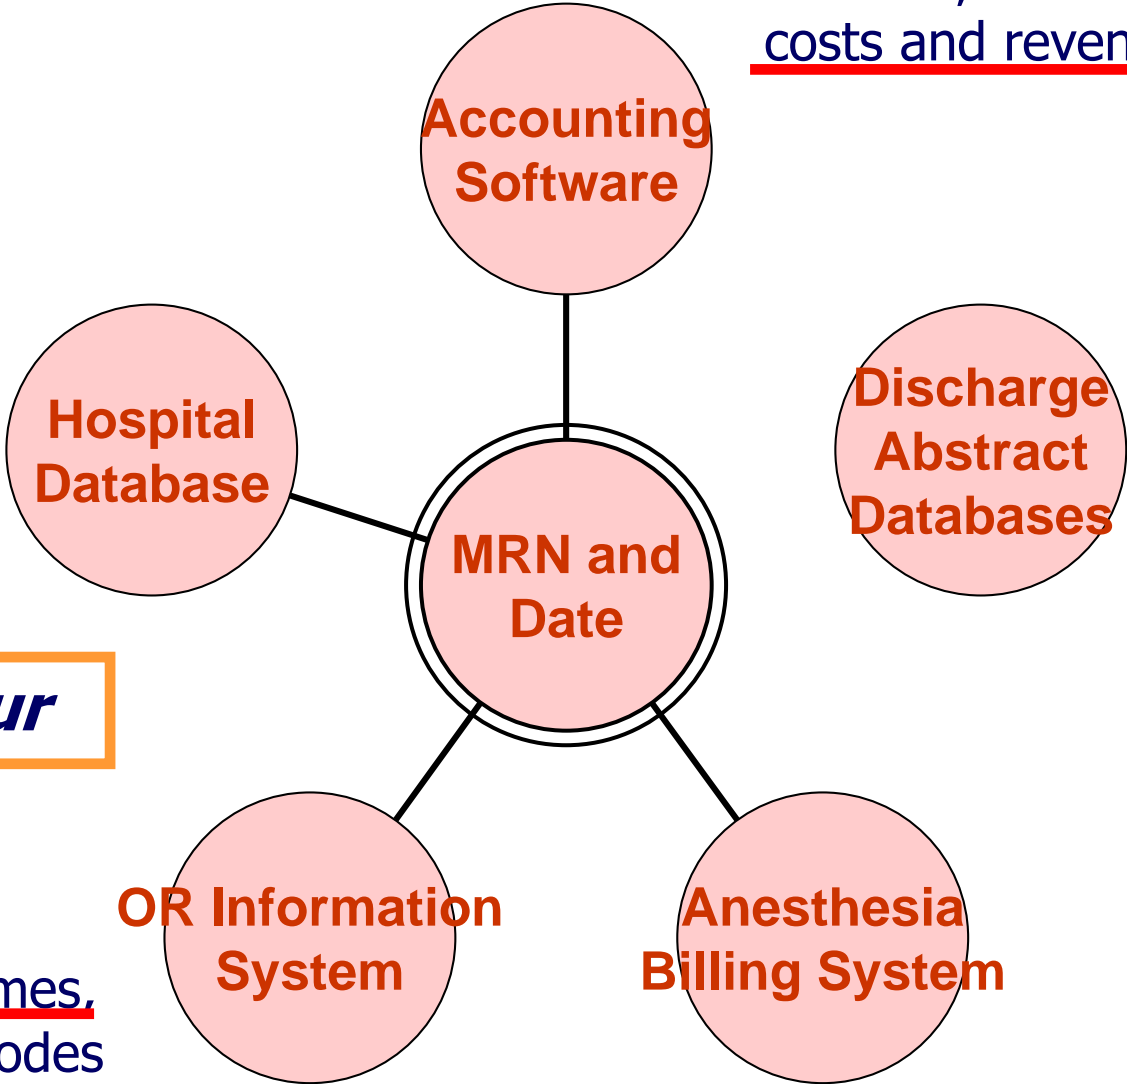 costs and reven
Accounting
Software
Hospital
Database
Discharge
Abstract
Databases
MRN and
Date
ur
OR Information
System
Anesthesia
Billing System
mes,
odes